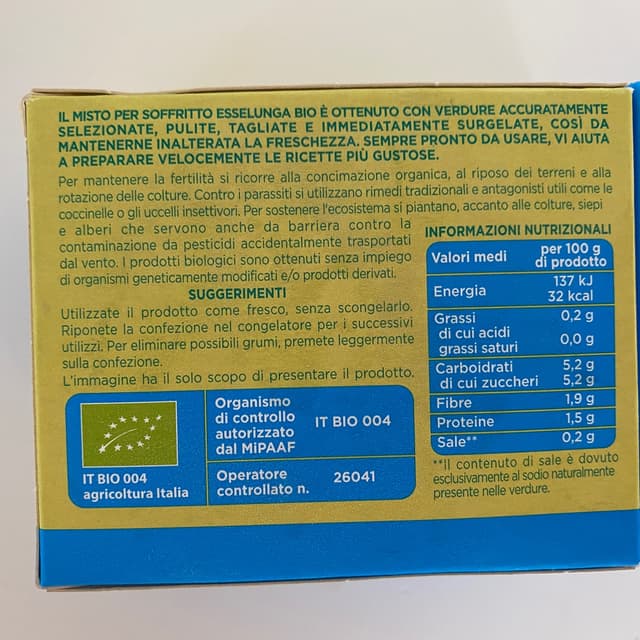 IL MISTO PER SOFFRITTO ESSELUNGA BIO È OTTENUTO CON VERDURE ACCURATAMENTE
SELEZIONATE, PULITE, TAGLIATE E IMMEDIATAMENTE SURGELATE, COSÌ DA
MANTENERNE INALTERATA LA FRESCHEZZA. SEMPRE PRONTO DA USARE, VI AIUTA
A PREPARARE VELOCEMENTE LE RICETTE PIÙ GUSTOSE.
Per mantenere la fertilità si ricorre alla concimazione organica, al riposo dei terreni e alla
rotazione delle colture. Contro i parassiti si utilizzano rimedi tradizionali e antagonisti utili come le
coccinelle o gli uccelli insettivori. Per sostenere l'ecosistema si piantano, accanto alle colture, siepi
e alberi che servono anche da barriera contro la
contaminazione da pesticidi accidentalmente trasportati
dal vento. I prodotti biologici sono ottenuti senza impiego
di organismi geneticamente modificati e/o prodotti derivati.
SUGGERIMENTI
Utilizzate il prodotto come fresco, senza scongelarlo.
Riponete la confezione nel congelatore per i successivi
utilizzi. Per eliminare possibili grumi, premete leggermente
sulla confezione.
L'immagine ha il solo scopo di presentare il prodotto.
IT BIO 004
agricoltura Italia
Organismo
di controllo
autorizzato
dal MiPAAF
IT BIO 004
Operatore
controllato n.
26041
INFORMAZIONI NUTRIZIONALI
Valori medi per 100 g
di prodotto
Energia 137 kJ
32 kcal
Grassi 0,2 g
di cui acidi
grassi saturi 0,0 g
Carboidrati 5,2 g
di cui zuccheri 5,2 g
Fibre 1,9 g
Proteine 1,5 g
Sale** 0,2 g
**Il contenuto di sale è dovuto
esclusivamente al sodio naturalmente
presente nelle verdure.